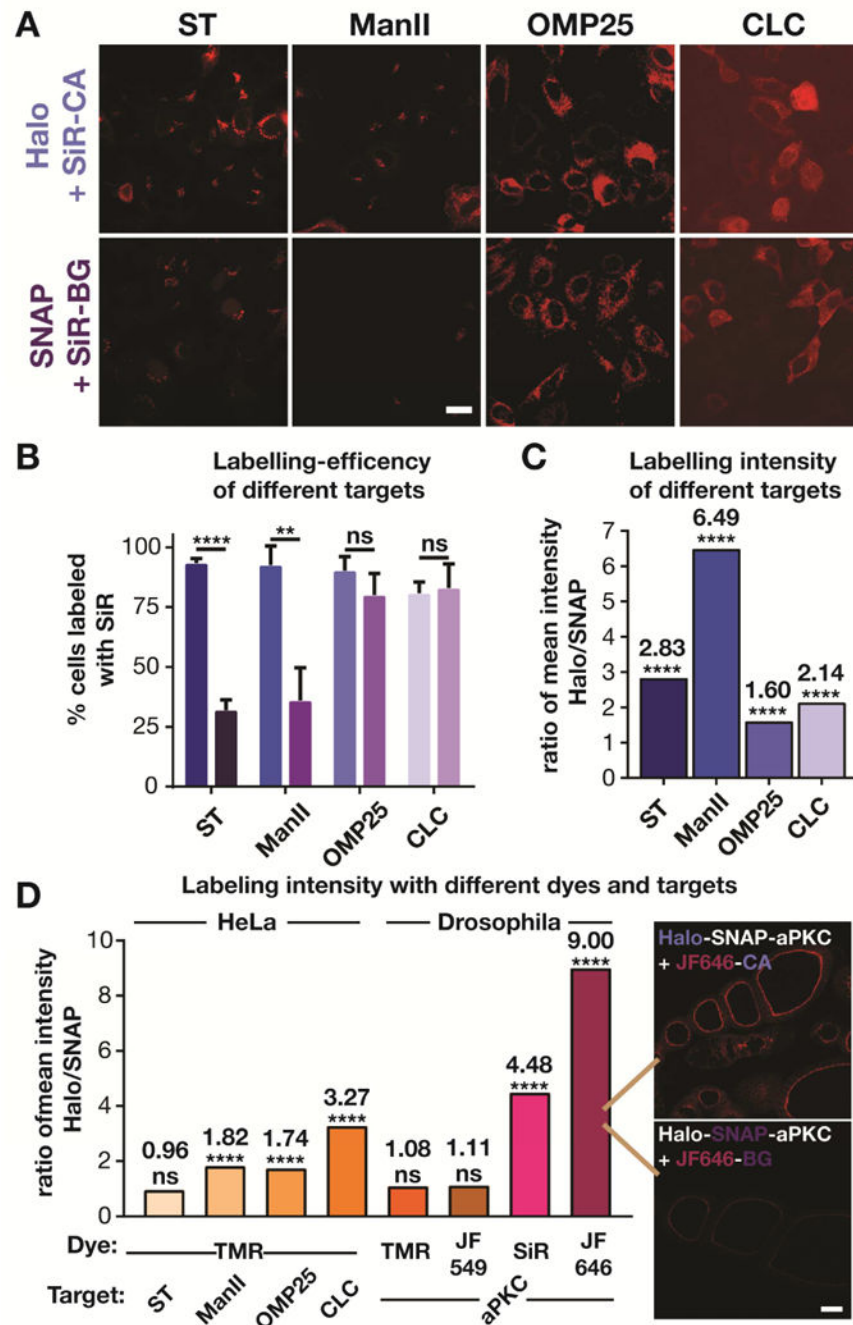 A
ST ManII OMP25 CLC
Halo
+ SiR-CA
SNAP
+ SiR-BG
B
Labelling-efficency
of different targets
% cells labeled
with SiR
100
75
50
25
0
**** ** ns ns
ST ManII OMP25 CLC
C
Labelling intensity
of different targets
ratio of mean intensity
Halo/SNAP
7
6
5
4
3
2
1
0
2.83
****
6.49
****
1.60
****
2.14
****
ST ManII OMP25 CLC
D
Labeling intensity with different dyes and targets
HeLa Drosophila
ratio ofmean intensity
Halo/SNAP
10
8
6
4
2
0
0.96
ns
1.82
****
1.74
****
3.27
****
1.08
ns
1.11
ns
4.48
****
9.00
****
Dye: TMR TMR JF 549 SiR JF 646
Target: ST ManII OMP25 CLC aPKC
Halo-SNAP-aPKC
+ JF646-CA
Halo-SNAP-aPKC
+ JF646-BG